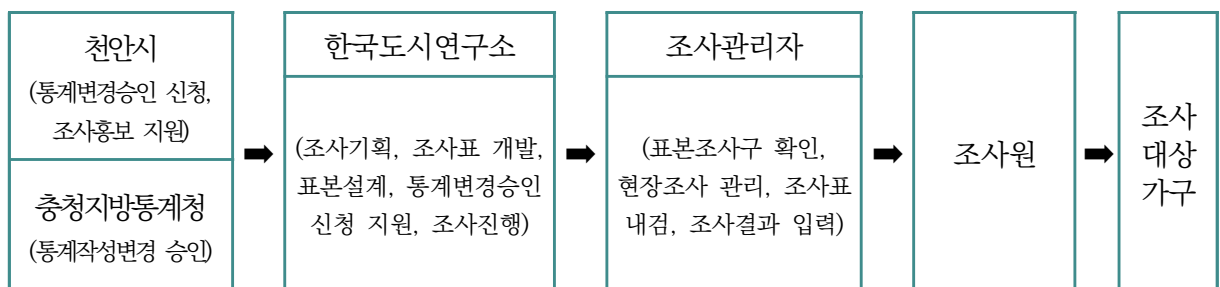 천안시
(통계변경승인 신청,
조사홍보 지원)
충청지방통계청
(통계작성변경 승인)
➡
한국도시연구소
(조사기획, 조사표 개발,
표본설계, 통계변경승인
신청 지원, 조사진행)
➡
조사관리자
(표본조사구 확인,
현장조사 관리, 조사표
내검, 조사결과 입력)
➡
조사원
➡
조사
대상
가구